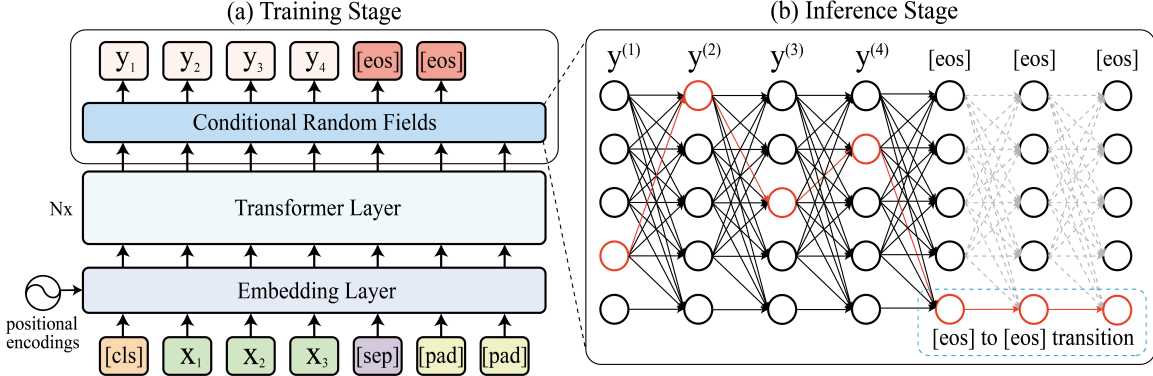 (a) Training Stage
y1 y2 y3 y4 [eos] [eos]
Conditional Random Fields
Nx
Transformer Layer
Embedding Layer
positional
encodings
[cls] x1 x2 x3 [sep] [pad] [pad]
(b) Inference Stage
y(1) y(2) y(3) y(4) [eos] [eos] [eos]
[eos] to [eos] transition